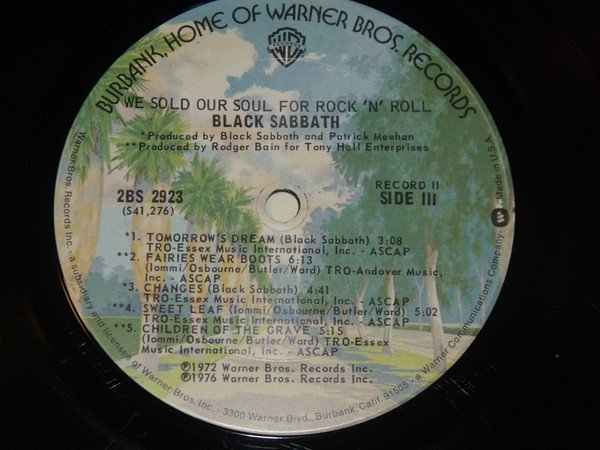 BURBANK, HOME OF WARNER BROS. RECORDS
WE SOLD OUR SOUL FOR ROCK 'N' ROLL
BLACK SABBATH
*Produced by Black Sabbath and Patrick Meehan
**Produced by Rodger Bain for Tony Hall Enterprises
2BS 2923
(S41,276)
RECORD II
SIDE III
*1. TOMORROW'S DREAM (Black Sabbath) 3:08
TRO-Essex Music International, Inc. - ASCAP
**2. FAIRIES WEAR BOOTS 6:13
(Iommi/Osbourne/Butler/Ward) TRO-Andover Music,
Inc. - ASCAP
*3. CHANGES (Black Sabbath) 4:41
TRO-Essex Music International, Inc. - ASCAP
**4. SWEET LEAF (Iommi/Osbourne/Butler/Ward) 5:02
TRO-Essex Music International, Inc. - ASCAP
**5. CHILDREN OF THE GRAVE 5:15
(Iommi/Osbourne/Butler/Ward) TRO-Essex
Music International, Inc. - ASCAP
℗1972 Warner Bros. Records Inc.
℗1976 Warner Bros. Records Inc.
Warner Bros. Records Inc. - a subsidiary and licensee of Warner Bros. Inc. - 3300 Warner Blvd., Burbank, Calif. 91505 - a Warner Communications Company. Made in U.S.A.